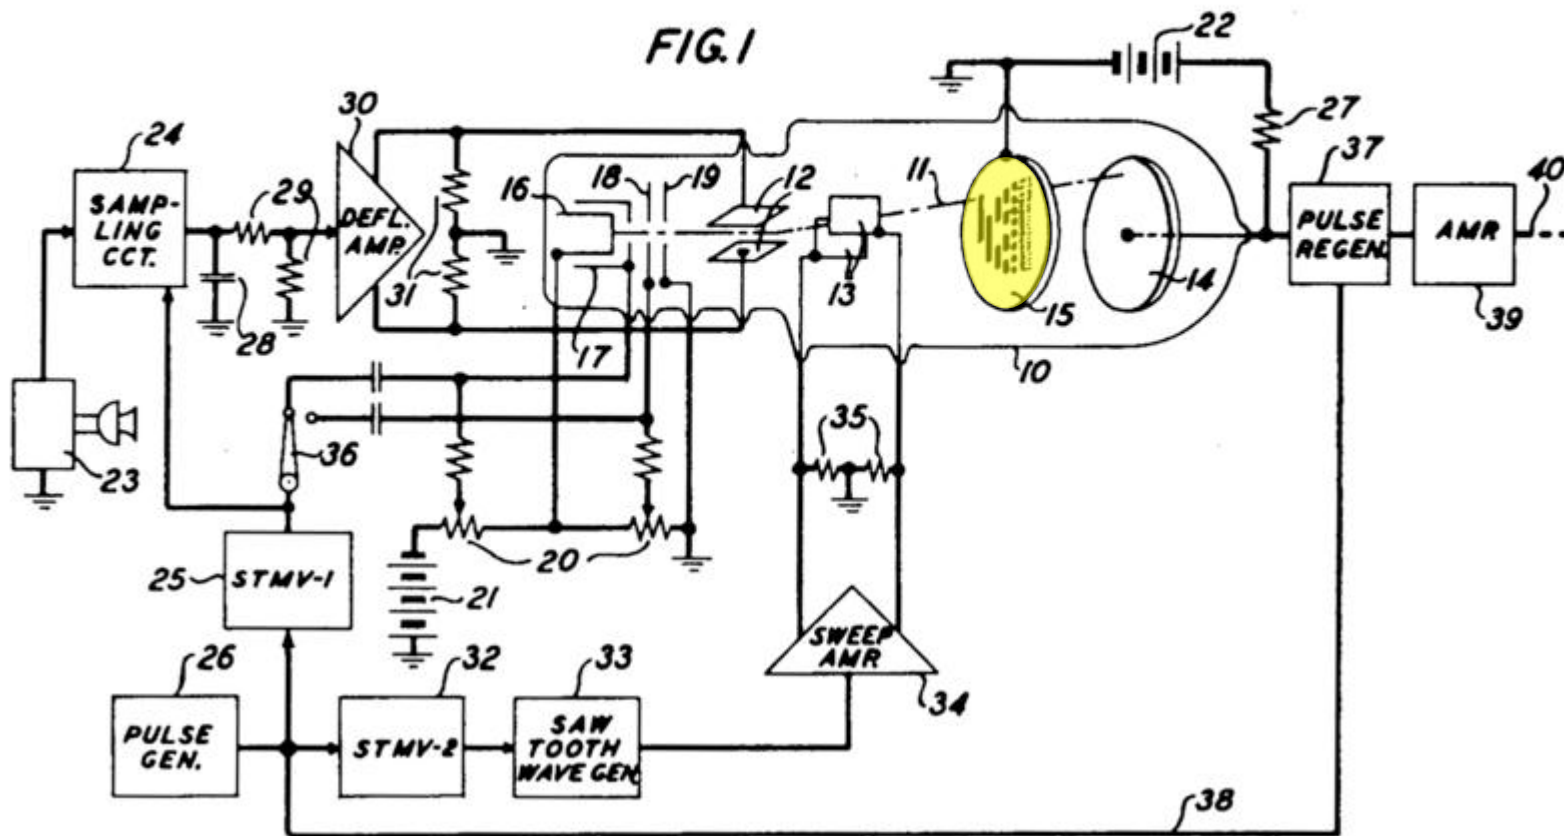 FIG. 1
22
30
27
24
37
40
18
19
12
11
16
29
SAMP-
LING
CCT.
DEFL.
AMP.
PULSE
REGEN.
AMR
31
13
15
14
28
17
39
10
23
36
35
25
STMV-1
20
21
SWEEP
AMR
26
32
33
34
PULSE
GEN.
STMV-2
SAW
TOOTH
WAVE GEN
38